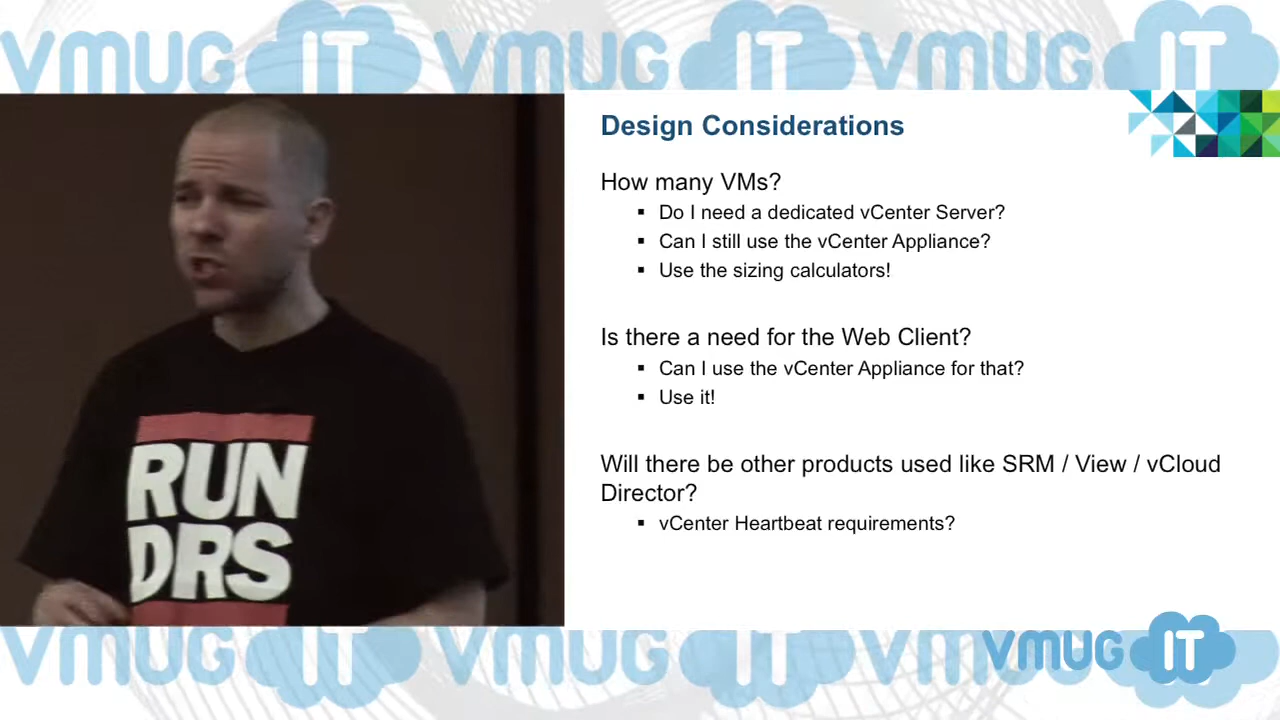 vmug IT vmug IT vmug IT
Design Considerations
How many VMs?
▪ Do I need a dedicated vCenter Server?
▪ Can I still use the vCenter Appliance?
▪ Use the sizing calculators!
Is there a need for the Web Client?
▪ Can I use the vCenter Appliance for that?
▪ Use it!
Will there be other products used like SRM / View / vCloud
Director?
▪ vCenter Heartbeat requirements?
RUN
DRS
vmug IT vmug IT vmug IT
vmug IT